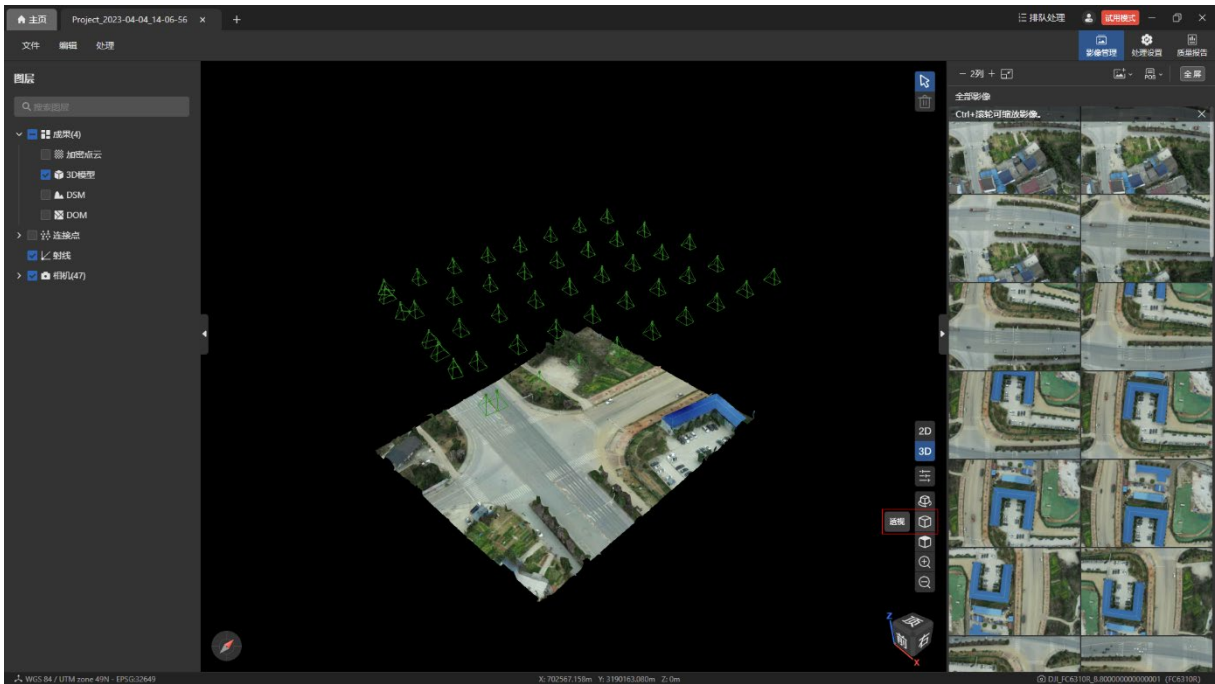 主页
Project_2023-04-04_14-06-56
排队处理
试用模式
文件
编辑
处理
影像管理
处理设置
质量报告
图层
2列
POS
全屏
搜索图层
全部影像
Ctrl+滚轮可缩放影像。
成果(4)
加密点云
3D模型
DSM
DOM
连接点
射线
相机(47)
2D
3D
透视
Z
顶
前
右
X
WGS 84 / UTM zone 49N - EPSG:32649
X: 702567.158m Y: 3190163.080m Z: 0m
DJI_FC6310R_8.800000000000001 (FC6310R)